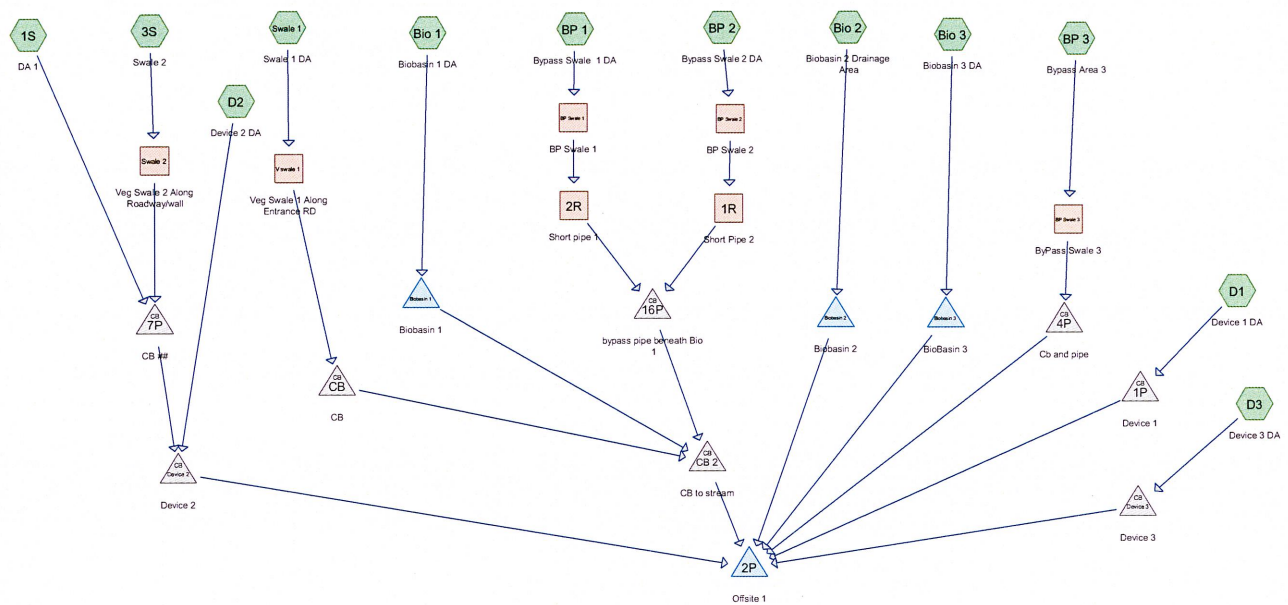 1S
DA 1
3S
Swale 2
Swale 1
Swale 1 DA
Bio 1
Biobasin 1 DA
BP 1
Bypass Swale 1 DA
BP 2
Bypass Swale 2 DA
Bio 2
Biobasin 2 Drainage
Area
Bio 3
Biobasin 3 DA
BP 3
Bypass Area 3
D2
Device 2 DA
Swale 2
Veg Swale 2 Along
Roadway/wall
V swale 1
Veg Swale 1 Along
Entrance RD
BP Swale 1
BP Swale 1
BP Swale 2
BP Swale 2
2R
Short pipe 1
1R
Short Pipe 2
BP Swale 3
ByPass Swale 3
CB
7P
CB ##
Biobasin 1
Biobasin 1
CB
16P
bypass pipe beneath Bio
1
Biobasin 2
Biobasin 2
Biobasin 3
BioBasin 3
CB
4P
Cb and pipe
D1
Device 1 DA
CB
CB
CB
CB
1P
Device 1
D3
Device 3 DA
CB
Device 2
Device 2
CB
CB 2
CB to stream
CB
Device 3
Device 3
2P
Offsite 1